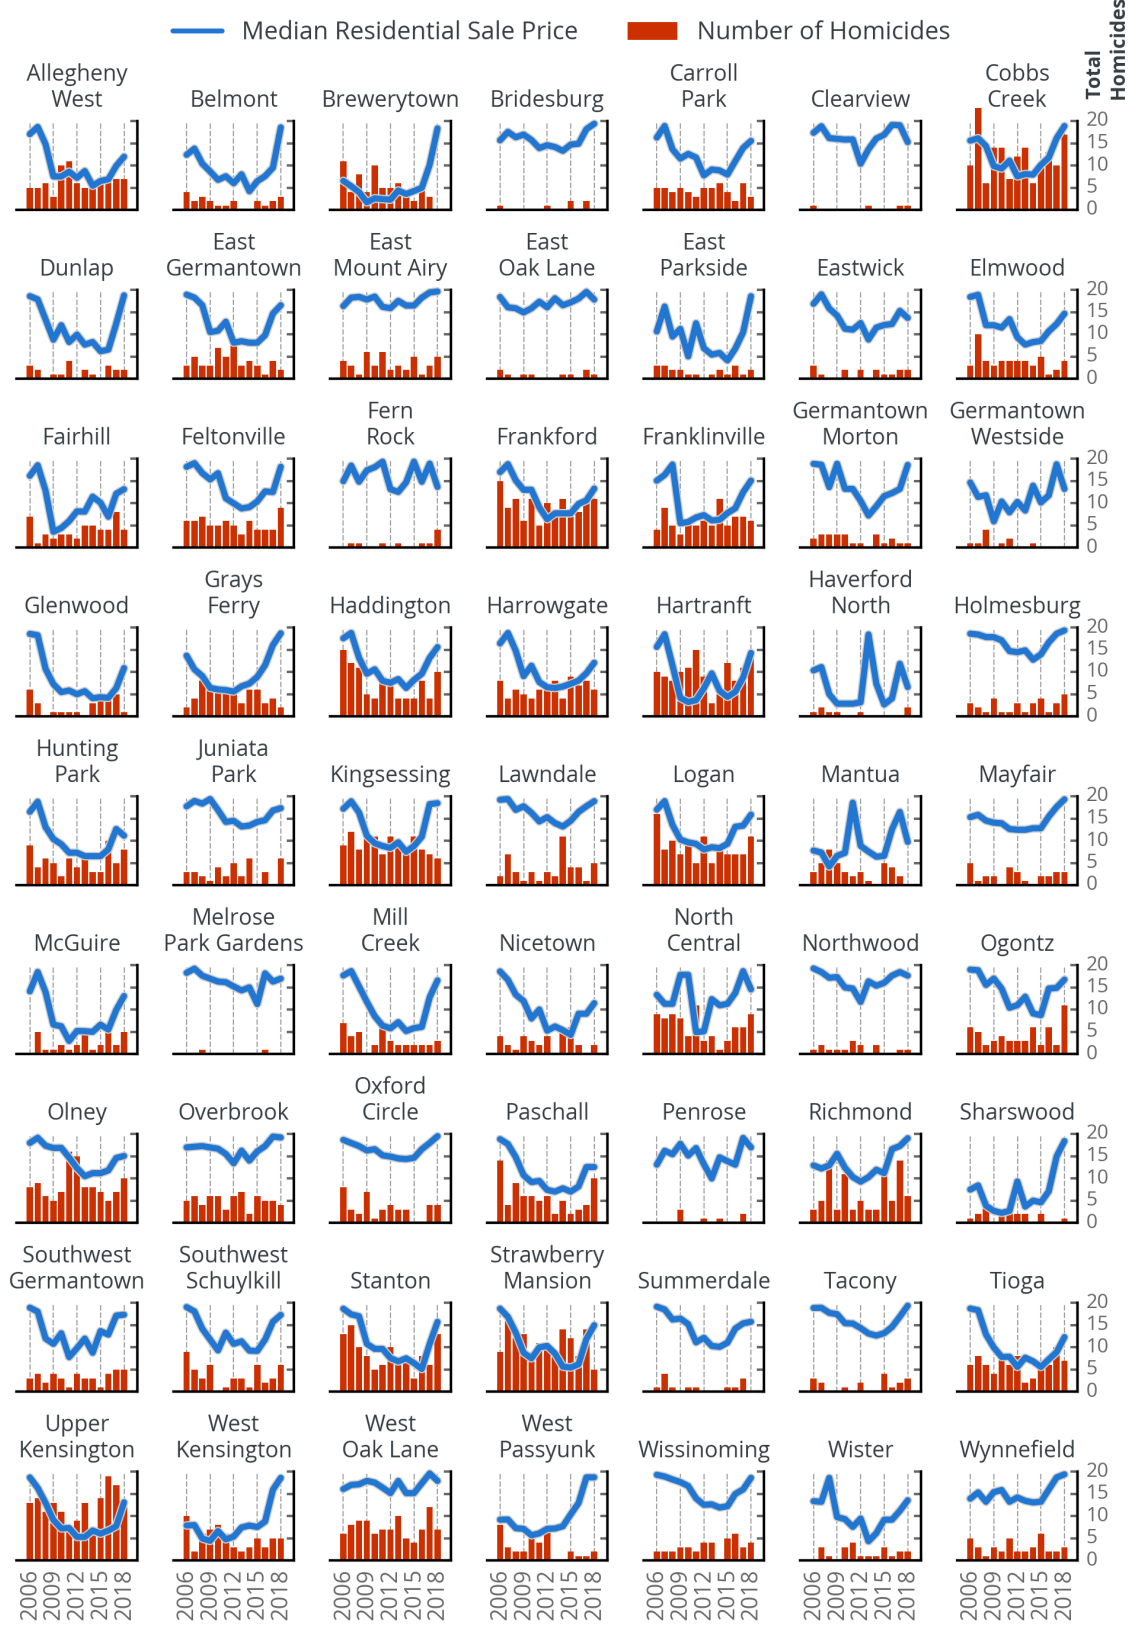 Median Residential Sale Price
Number of Homicides
Total
Homicides
Allegheny
West
Belmont
Brewerytown
Bridesburg
Carroll
Park
Clearview
Cobbs
Creek
20
15
10
5
0
Dunlap
East
Germantown
East
Mount Airy
East
Oak Lane
East
Parkside
Eastwick
Elmwood
20
15
10
5
0
Fairhill
Feltonville
Fern
Rock
Frankford
Franklinville
Germantown
Morton
Germantown
Westside
20
15
10
5
0
Glenwood
Grays
Ferry
Haddington
Harrowgate
Hartranft
Haverford
North
Holmesburg
20
15
10
5
0
Hunting
Park
Juniata
Park
Kingsessing
Lawndale
Logan
Mantua
Mayfair
20
15
10
5
0
McGuire
Melrose
Park Gardens
Mill
Creek
Nicetown
North
Central
Northwood
Ogontz
20
15
10
5
0
Olney
Overbrook
Oxford
Circle
Paschall
Penrose
Richmond
Sharswood
20
15
10
5
0
Southwest
Germantown
Southwest
Schuylkill
Stanton
Strawberry
Mansion
Summerdale
Tacony
Tioga
20
15
10
5
0
Upper
Kensington
West
Kensington
West
Oak Lane
West
Passyunk
Wissinoming
Wister
Wynnefield
20
15
10
5
0
2006
2009
2012
2015
2018
2006
2009
2012
2015
2018
2006
2009
2012
2015
2018
2006
2009
2012
2015
2018
2006
2009
2012
2015
2018
2006
2009
2012
2015
2018
2006
2009
2012
2015
2018